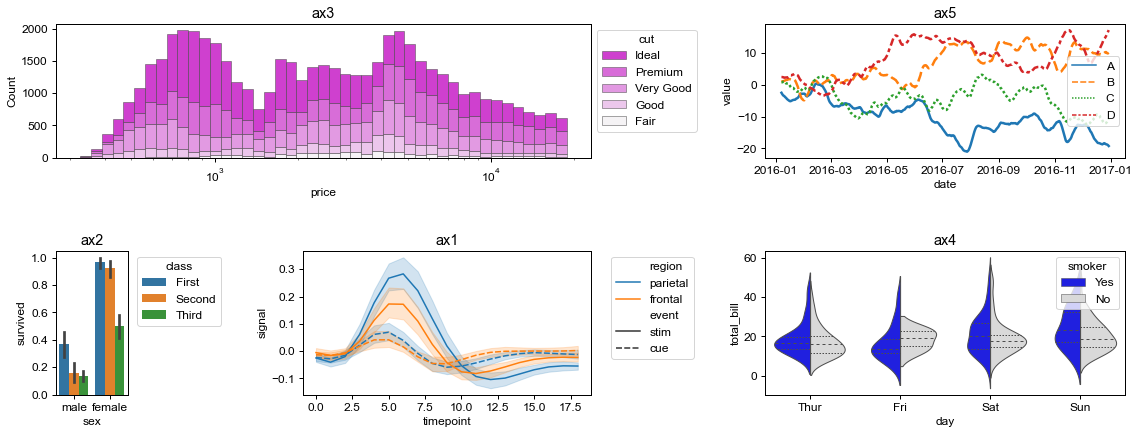 ax3
2000
1500
1000
500
0
Count
10³
10⁴
price
cut
Ideal
Premium
Very Good
Good
Fair
ax5
10
0
−10
−20
value
2016-01
2016-03
2016-05
2016-07
2016-09
2016-11
2017-01
date
A
B
C
D
ax2
1.0
0.8
0.6
0.4
0.2
0.0
survived
male
female
sex
class
First
Second
Third
ax1
0.3
0.2
0.1
0.0
−0.1
signal
0.0
2.5
5.0
7.5
10.0
12.5
15.0
17.5
timepoint
region
parietal
frontal
event
stim
cue
ax4
60
40
20
0
total_bill
Thur
Fri
Sat
Sun
day
smoker
Yes
No